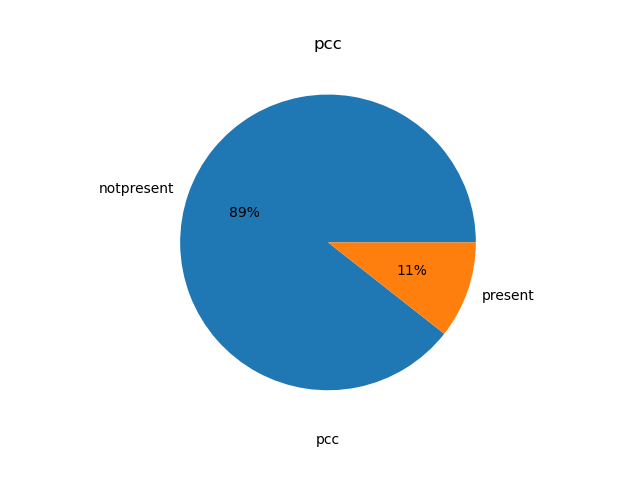 pcc
notpresent
89%
11%
present
pcc